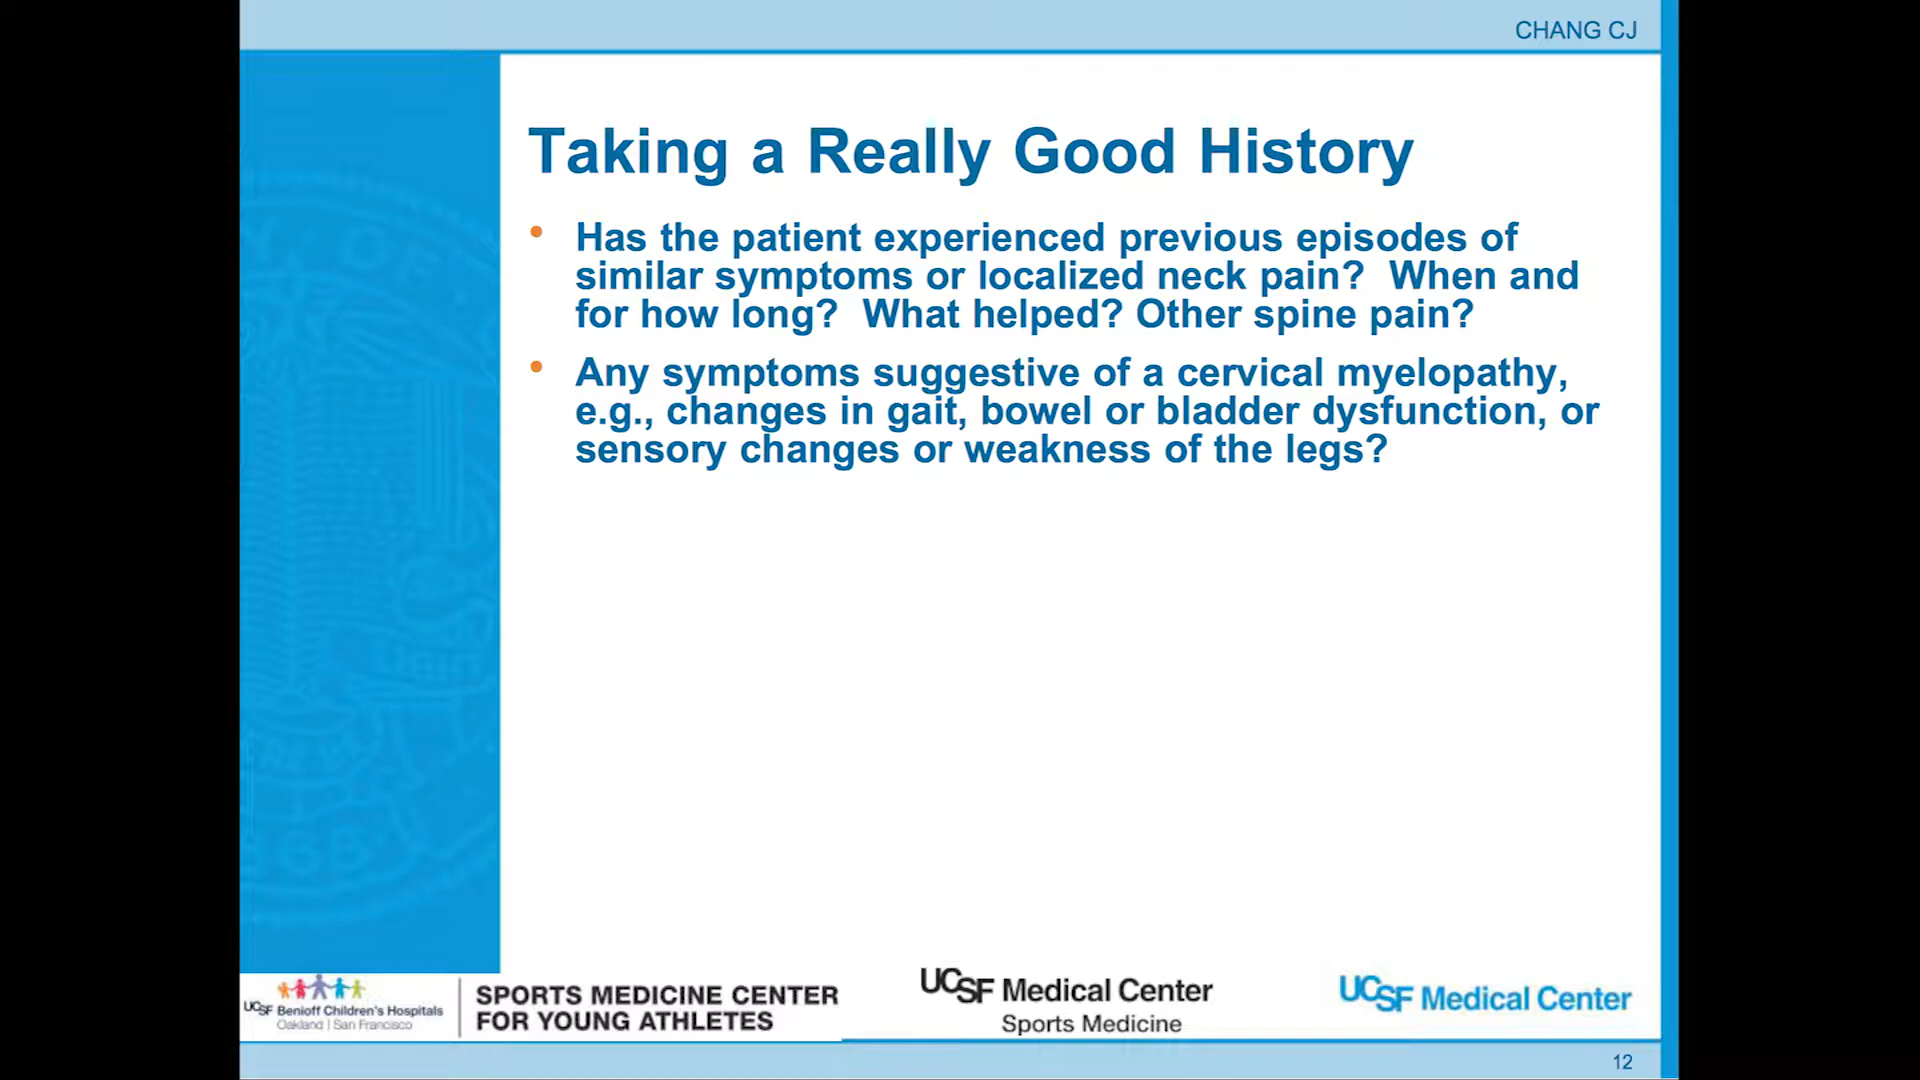 CHANG CJ
Taking a Really Good History
• Has the patient experienced previous episodes of
similar symptoms or localized neck pain?  When and
for how long?  What helped? Other spine pain?
• Any symptoms suggestive of a cervical myelopathy,
e.g., changes in gait, bowel or bladder dysfunction, or
sensory changes or weakness of the legs?
UCSF Benioff Children's Hospitals
Oakland | San Francisco
SPORTS MEDICINE CENTER
FOR YOUNG ATHLETES
UCSF Medical Center
Sports Medicine
UCSF Medical Center
12